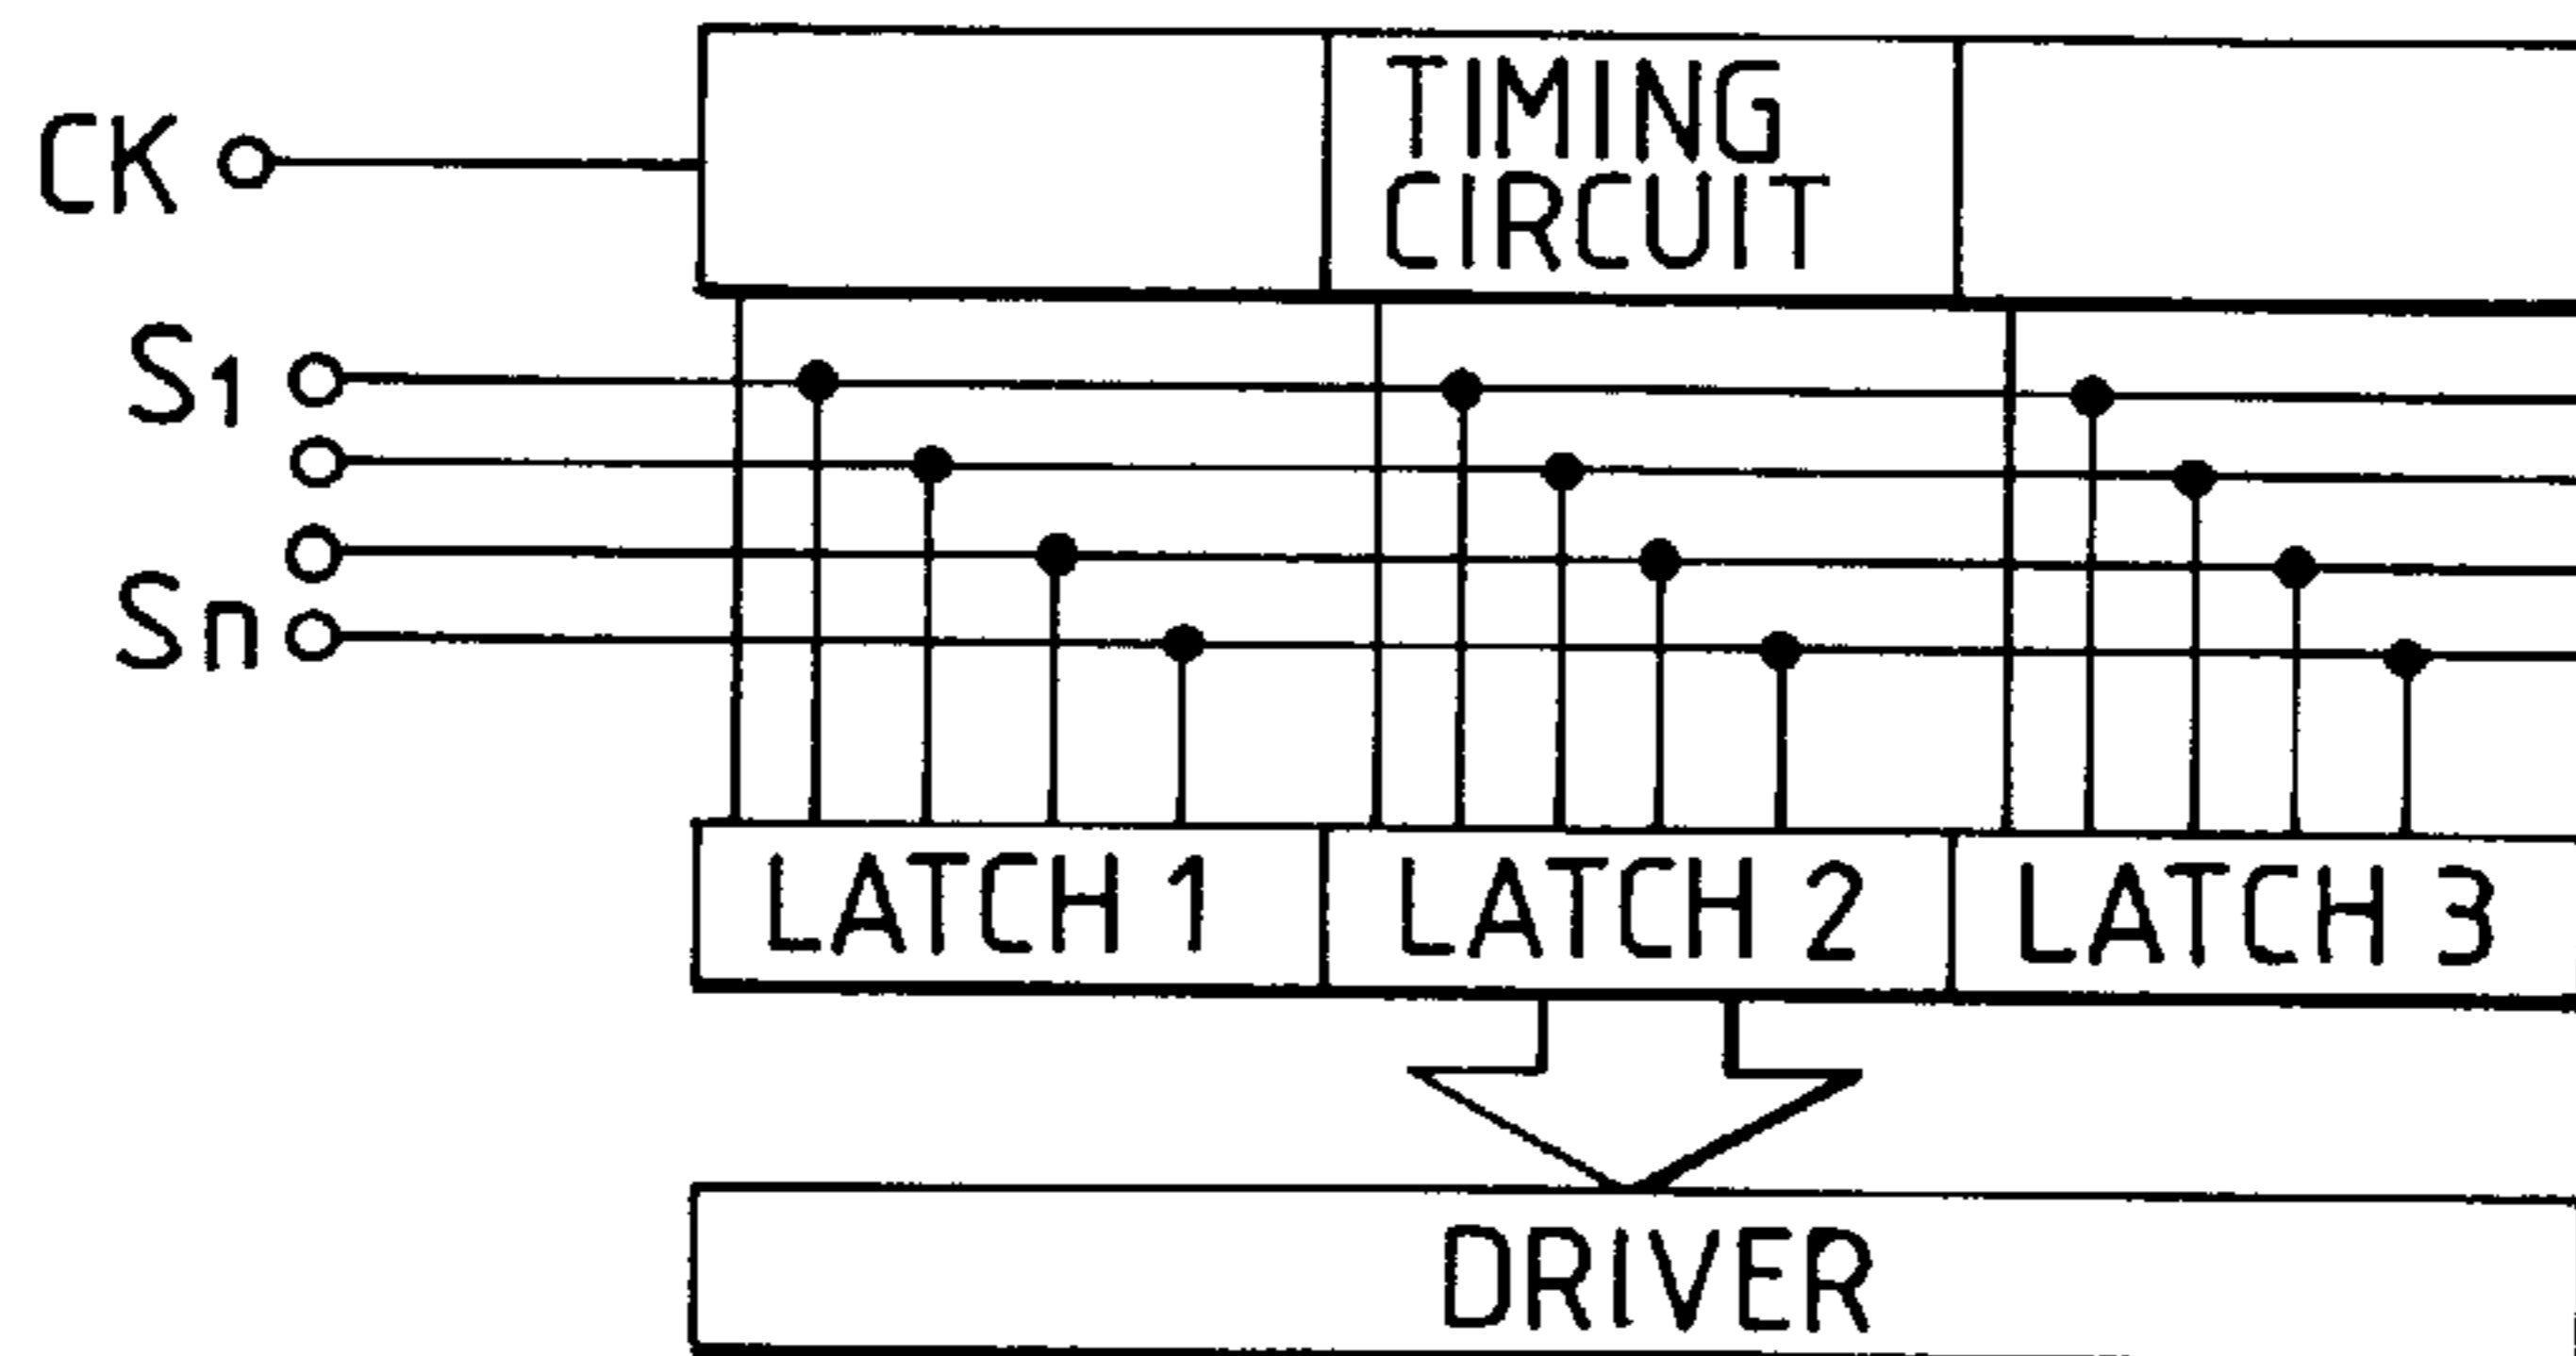 CK
TIMING
CIRCUIT
S1
Sn
LATCH 1
LATCH 2
LATCH 3
DRIVER